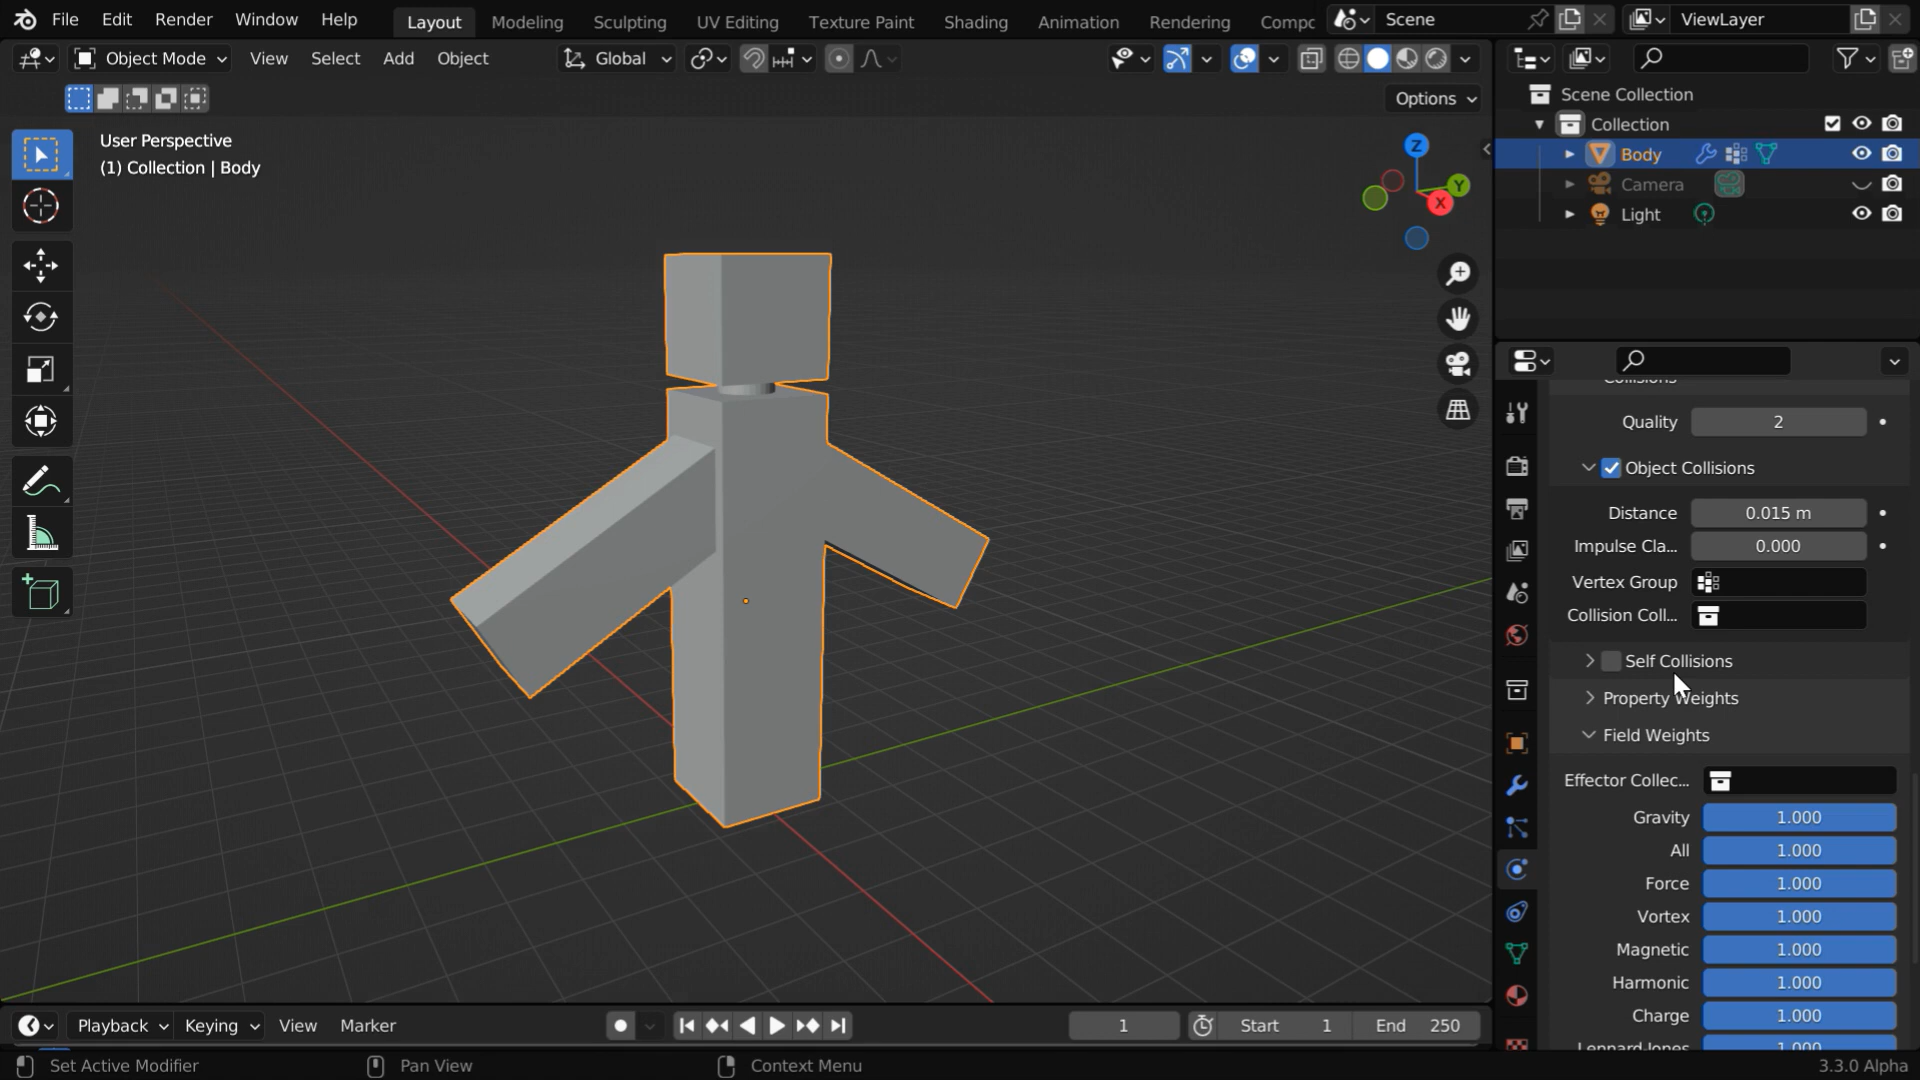 File Edit Render Window Help Layout Modeling Sculpting UV Editing Texture Paint Shading Animation Rendering Scene ViewLayer
Object Mode View Select Add Object Global
Options
User Perspective
(1) Collection | Body
Z
Y
X
Scene Collection
Collection
Body
Camera
Light
Collisions
Quality 2
Object Collisions
Distance 0.015 m
Impulse Cla... 0.000
Vertex Group
Collision Coll...
Self Collisions
Property Weights
Field Weights
Effector Collec...
Gravity 1.000
All 1.000
Force 1.000
Vortex 1.000
Magnetic 1.000
Harmonic 1.000
Charge 1.000
Lennard-Jones 1.000
Playback Keying View Marker 1 Start 1 End 250
Set Active Modifier Pan View Context Menu 3.3.0 Alpha